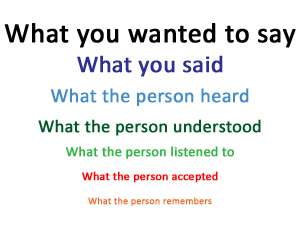 What you wanted to say
What you said
What the person heard
What the person understood
What the person listened to
What the person accepted
What the person remembers